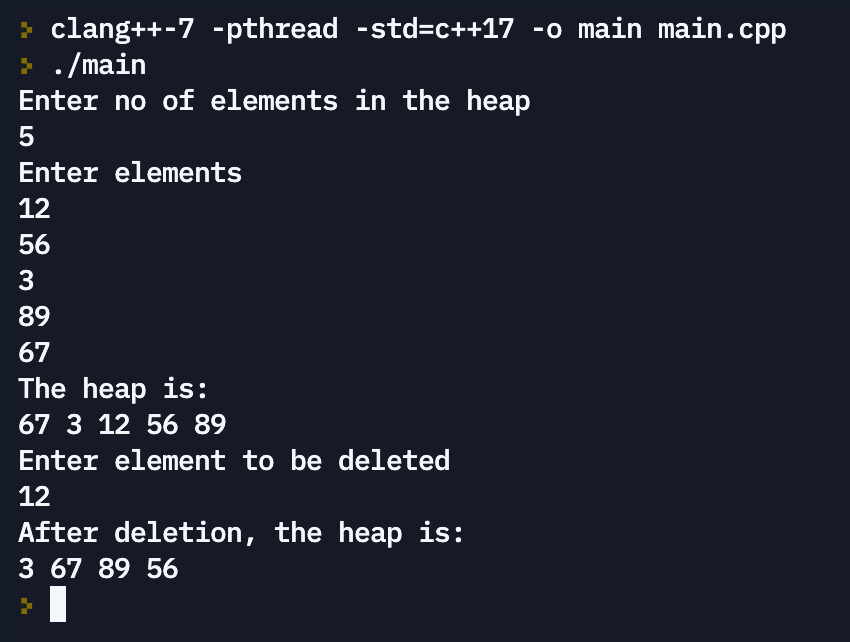 clang++-7 -pthread -std=c++17 -o main main.cpp
./main
Enter no of elements in the heap
5
Enter elements
12
56
3
89
67
The heap is:
67 3 12 56 89
Enter element to be deleted
12
After deletion, the heap is:
3 67 89 56